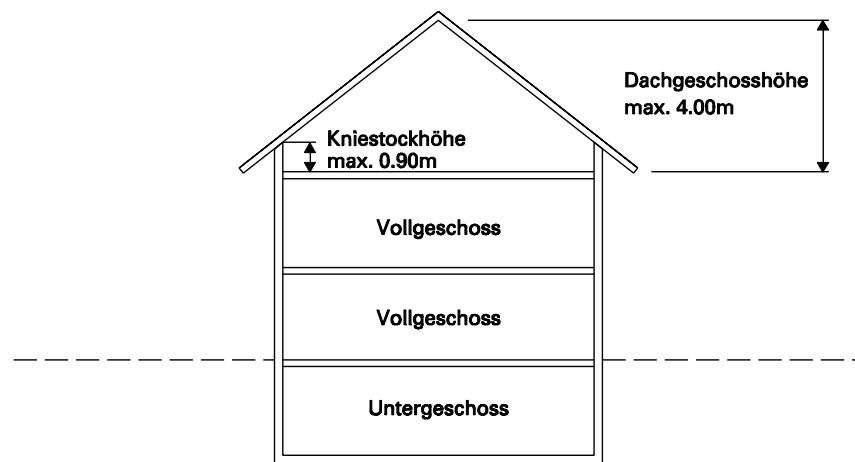 Dachgeschosshöhe
max. 4.00m
Kniestockhöhe
max. 0.90m
Vollgeschoss
Vollgeschoss
Untergeschoss